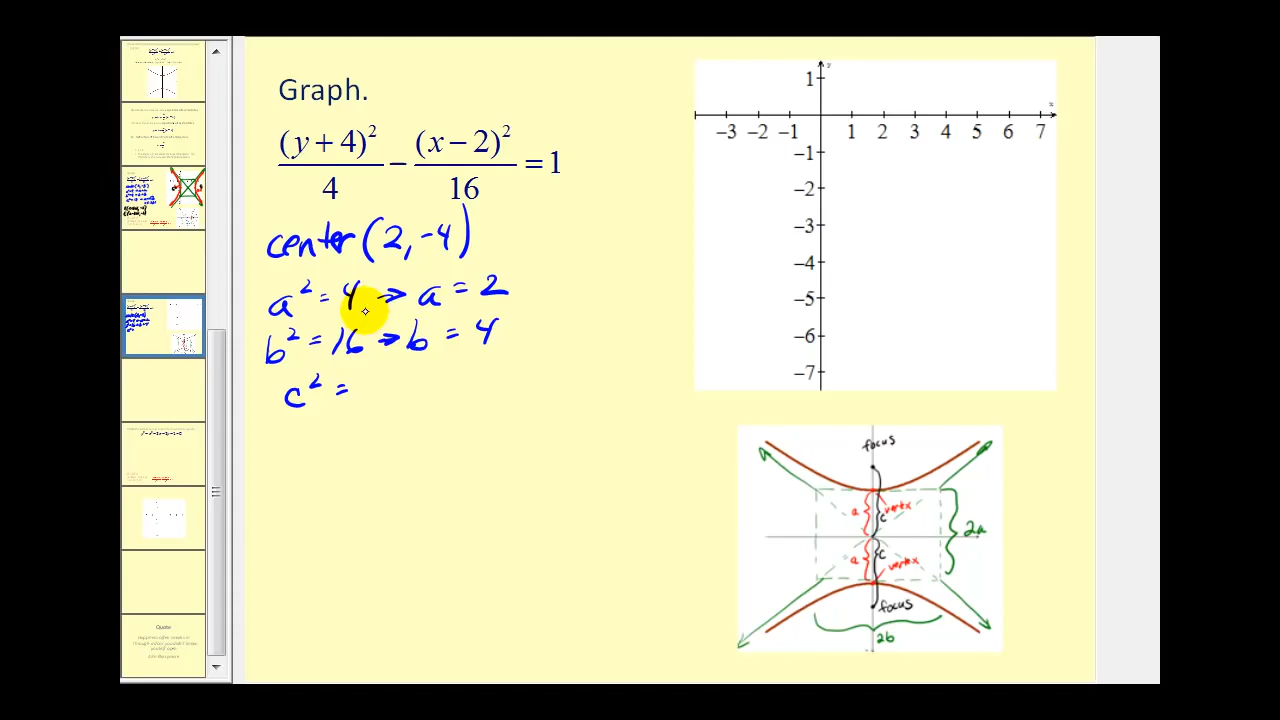 Graph.
(y + 4)² / 4 − (x − 2)² / 16 = 1
center (2, -4)
a² = 4 → a = 2
b² = 16 → b = 4
c² =
y
x
1
−3 −2 −1 1 2 3 4 5 6 7
−1
−2
−3
−4
−5
−6
−7
focus
a vertex
c
2a
c
a vertex
focus
2b
Quote